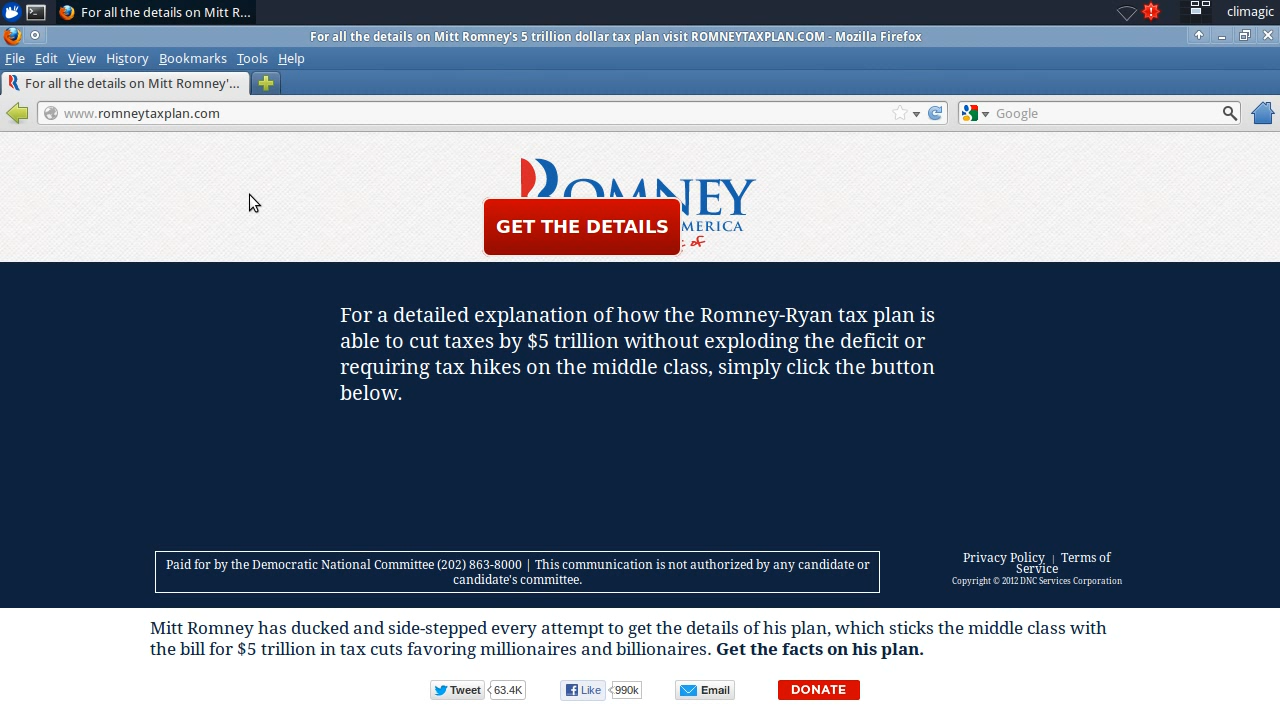 For all the details on Mitt R...
climagic
For all the details on Mitt Romney's 5 trillion dollar tax plan visit ROMNEYTAXPLAN.COM - Mozilla Firefox
File Edit View History Bookmarks Tools Help
For all the details on Mitt Romney'...
www.romneytaxplan.com
Google
ROMNEY
GET THE DETAILS
MERICA
of
For a detailed explanation of how the Romney-Ryan tax plan is
able to cut taxes by $5 trillion without exploding the deficit or
requiring tax hikes on the middle class, simply click the button
below.
Paid for by the Democratic National Committee (202) 863-8000 | This communication is not authorized by any candidate or
candidate's committee.
Privacy Policy | Terms of
Service
Copyright © 2012 DNC Services Corporation
Mitt Romney has ducked and side-stepped every attempt to get the details of his plan, which sticks the middle class with
the bill for $5 trillion in tax cuts favoring millionaires and billionaires. Get the facts on his plan.
Tweet 63.4K Like 990k Email DONATE